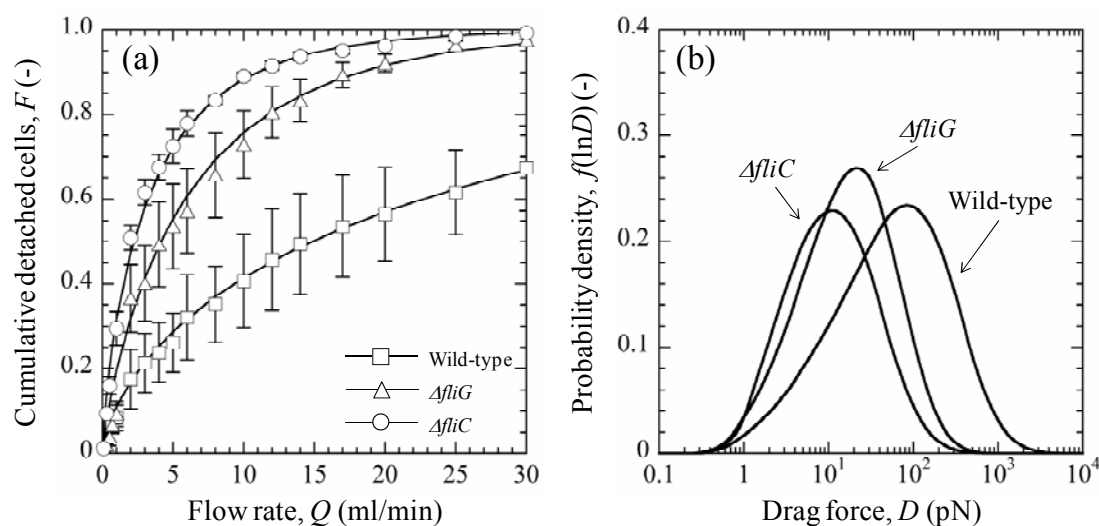 (a)
Cumulative detached cells, F (-)
1.0
0.8
0.6
0.4
0.2
0
0 5 10 15 20 25 30
Flow rate, Q (ml/min)
Wild-type
ΔfliG
ΔfliC
(b)
Probability density, f(lnD) (-)
0.4
0.3
0.2
0.1
0
0.1 1 10¹ 10² 10³ 10⁴
Drag force, D (pN)
ΔfliG
ΔfliC
Wild-type